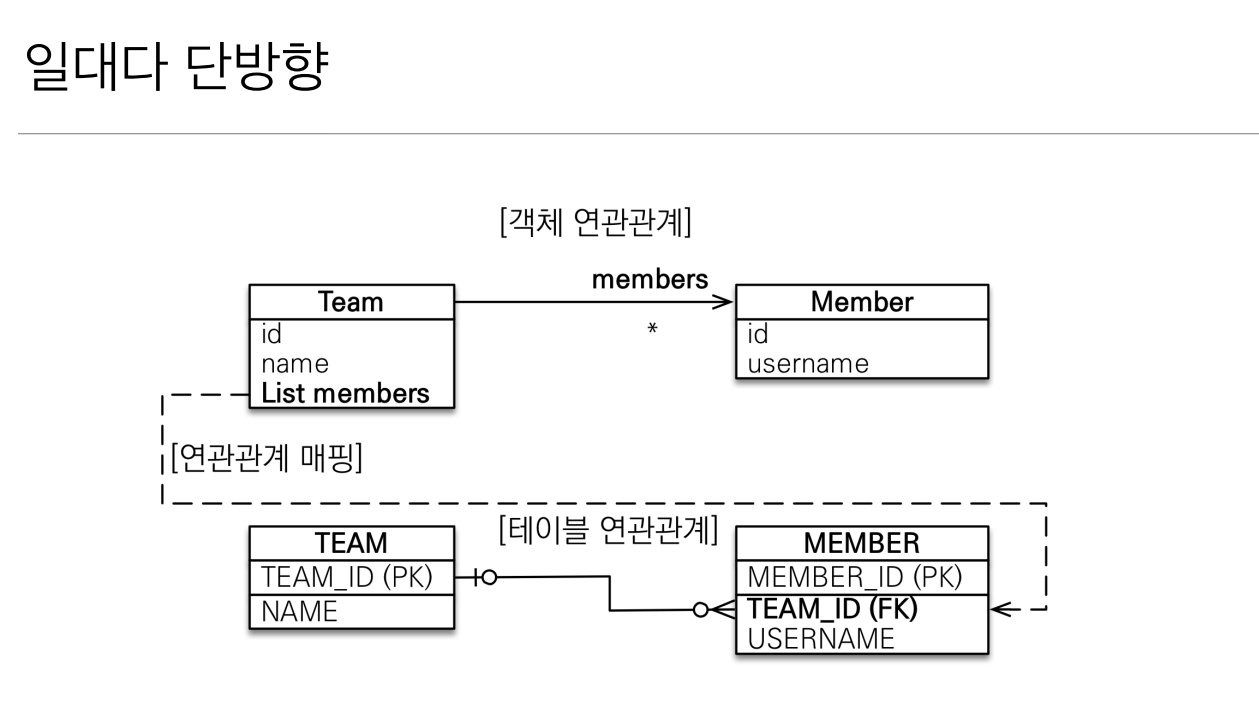 일대다 단방향
[객체 연관관계]
members
Team
Member
*
id
name
List members
id
username
[연관관계 매핑]
[테이블 연관관계]
TEAM
TEAM_ID (PK)
NAME
MEMBER
MEMBER_ID (PK)
TEAM_ID (FK)
USERNAME